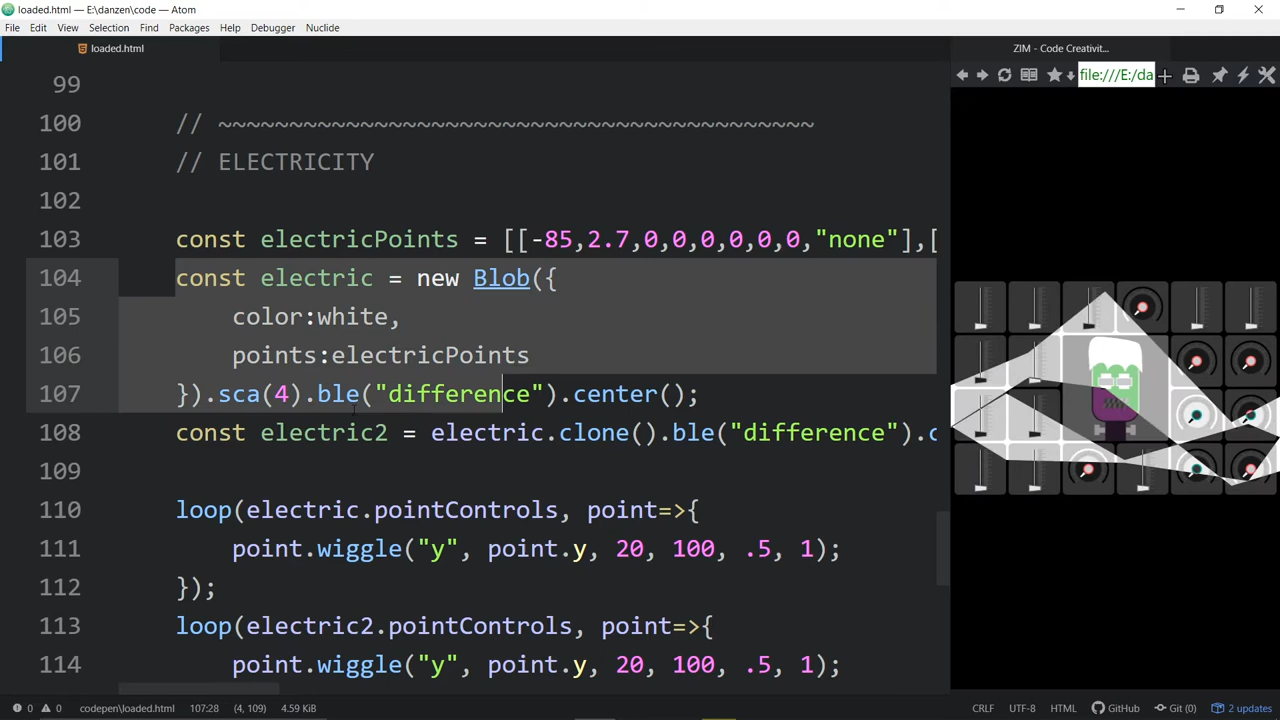 loaded.html — E:\danzen\code — Atom
File Edit View Selection Find Packages Help Debugger Nuclide
loaded.html
ZIM - Code Creativit...
file:///E:/da
99
100 // ~~~~~~~~~~~~~~~~~~~~~~~~~~~~~~~~~~~~~~~~~~
101 // ELECTRICITY
102
103 const electricPoints = [[-85,2.7,0,0,0,0,0,0,"none"],[
104 const electric = new Blob({
105 color:white,
106 points:electricPoints
107 }).sca(4).ble("difference").center();
108 const electric2 = electric.clone().ble("difference").c
109
110 loop(electric.pointControls, point=>{
111 point.wiggle("y", point.y, 20, 100, .5, 1);
112 });
113 loop(electric2.pointControls, point=>{
114 point.wiggle("y", point.y, 20, 100, .5, 1);
0 0 codepen\loaded.html 107:28 (4, 109) 4.59 KiB CRLF UTF-8 HTML GitHub Git (0) 2 updates